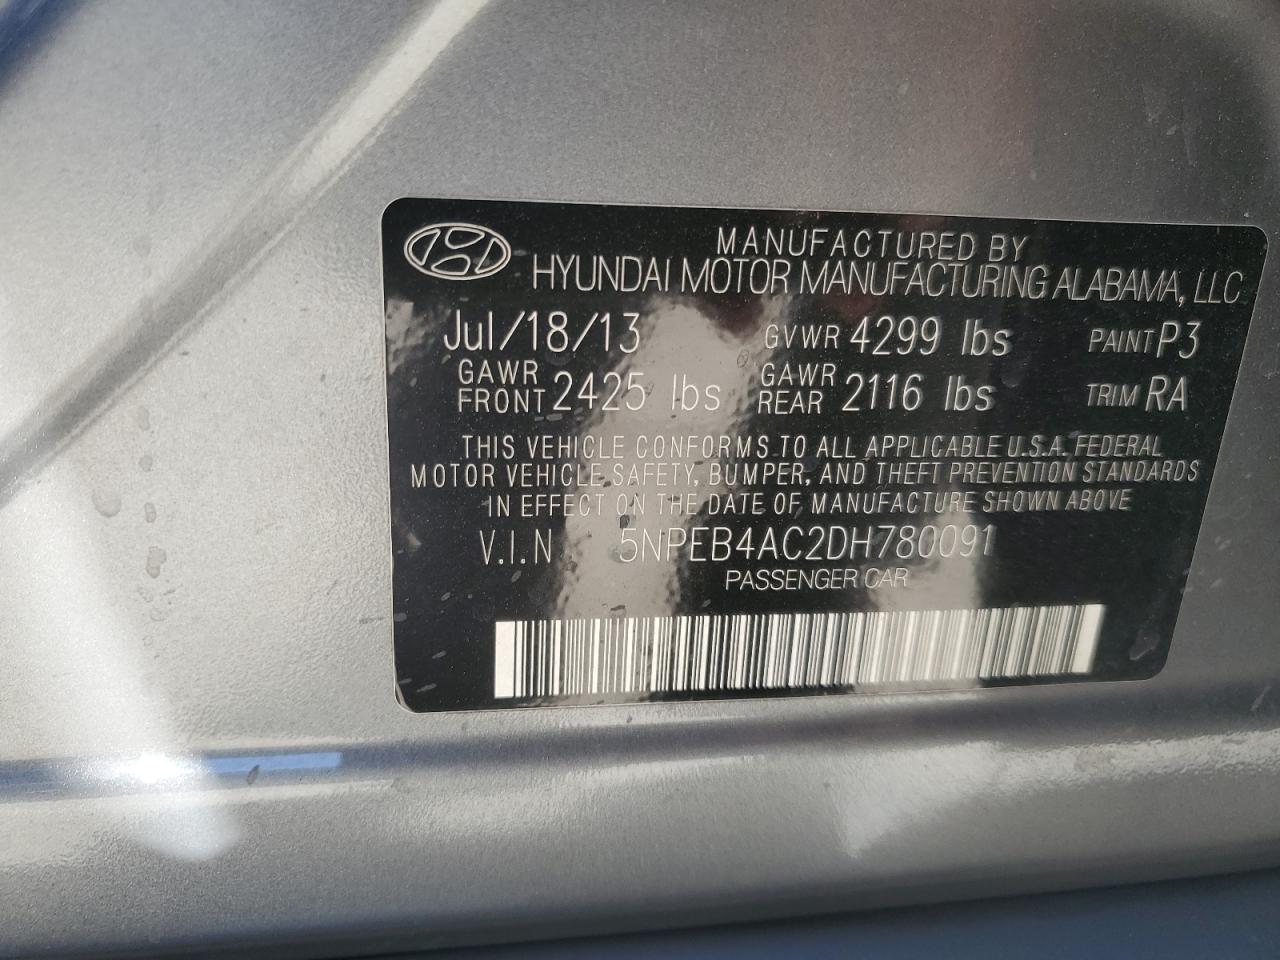 MANUFACTURED BY
HYUNDAI MOTOR MANUFACTURING ALABAMA, LLC
Jul/18/13 GVWR 4299 lbs PAINT P3
GAWR FRONT 2425 lbs GAWR REAR 2116 lbs TRIM RA
THIS VEHICLE CONFORMS TO ALL APPLICABLE U.S.A. FEDERAL
MOTOR VEHICLE SAFETY, BUMPER, AND THEFT PREVENTION STANDARDS
IN EFFECT ON THE DATE OF MANUFACTURE SHOWN ABOVE
V.I.N 5NPEB4AC2DH780091
PASSENGER CAR